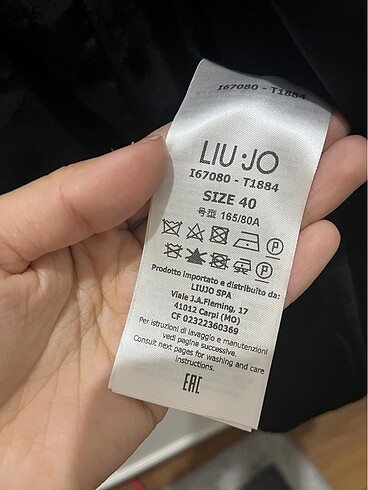 I67080 - T1884
LIU·JO
I67080 - T1884
SIZE 40
号型 165/80A
P
P
Prodotto importato e distribuito da:
LIUJO SPA
Viale J.A.Fleming, 17
41012 Carpi (MO)
CF 02322360369
Per istruzioni di lavaggio e manutenzioni
vedi pagine successive.
Consult next pages for washing and care
instructions.
EAC